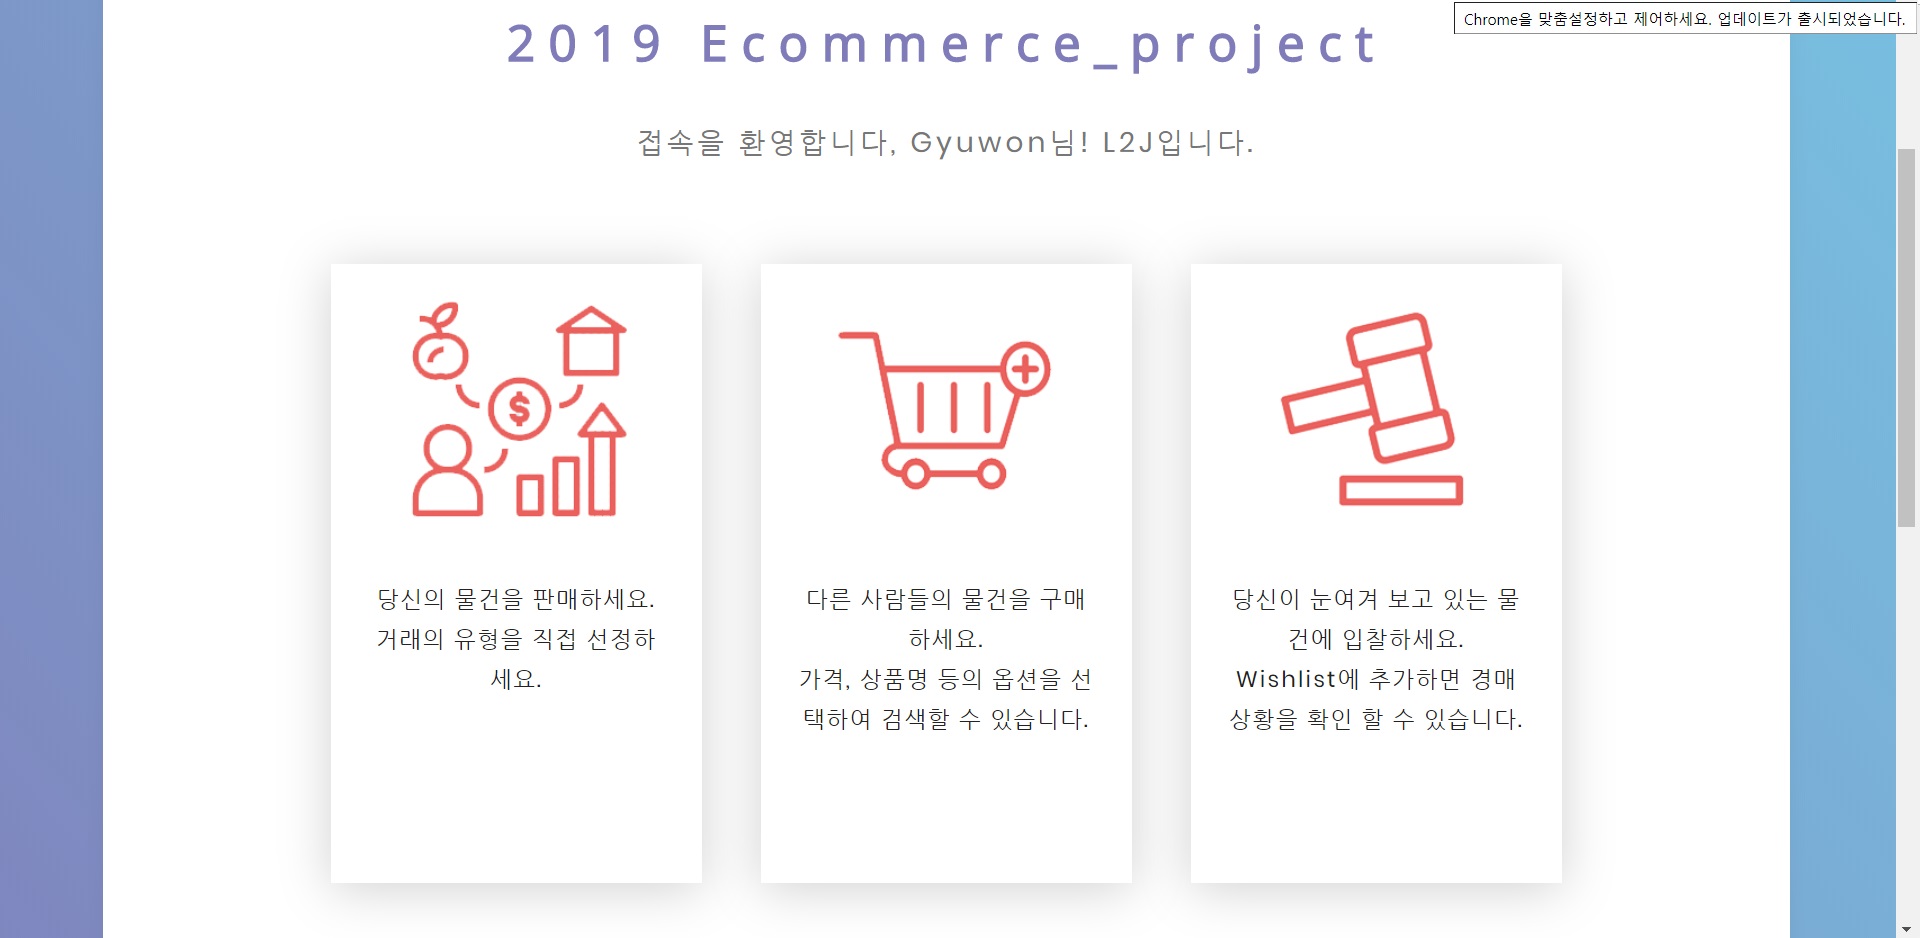 Chrome을 맞춤설정하고 제어하세요. 업데이트가 출시되었습니다.
2019 Ecommerce_project
접속을 환영합니다, Gyuwon님! L2J입니다.
$
당신의 물건을 판매하세요.
거래의 유형을 직접 선정하
세요.
다른 사람들의 물건을 구매
하세요.
가격, 상품명 등의 옵션을 선
택하여 검색할 수 있습니다.
당신이 눈여겨 보고 있는 물
건에 입찰하세요.
Wishlist에 추가하면 경매
상황을 확인 할 수 있습니다.